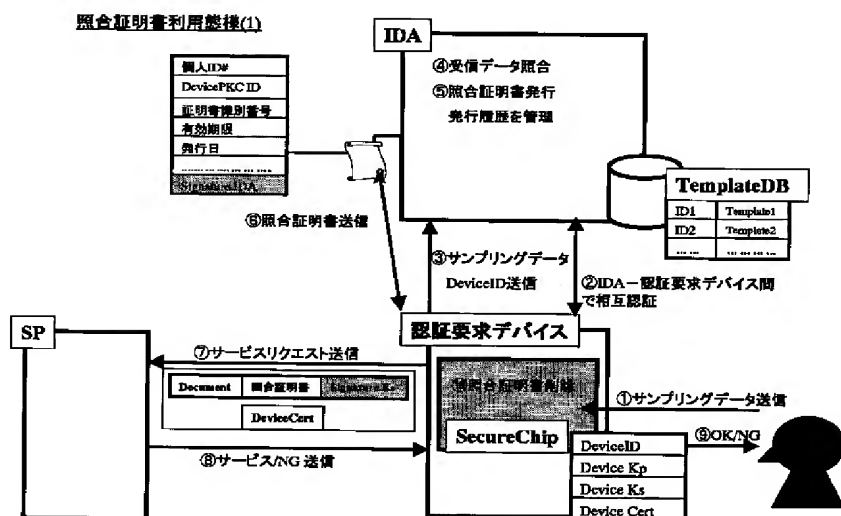 照合証明書利用態様(1)
IDA
④受信データ照合
⑤照合証明書発行
発行履歴を管理
個人ID#
DevicePKC ID
証明書識別番号
有効期限
発行日
Signature.IDA
TemplateDB
ID1 Template1
ID2 Template2
⑥照合証明書送信
③サンプリングデータ
DeviceID送信
②IDA－認証要求デバイス間
で相互認証
認証要求デバイス
SP
⑦サービスリクエスト送信
Document 照合証明書 Signature.Ks
DeviceCert
①サンプリングデータ送信
SecureChip
⑨OK/NG
⑧サービス/NG 送信
DeviceID
Device Kp
Device Ks
Device Cert